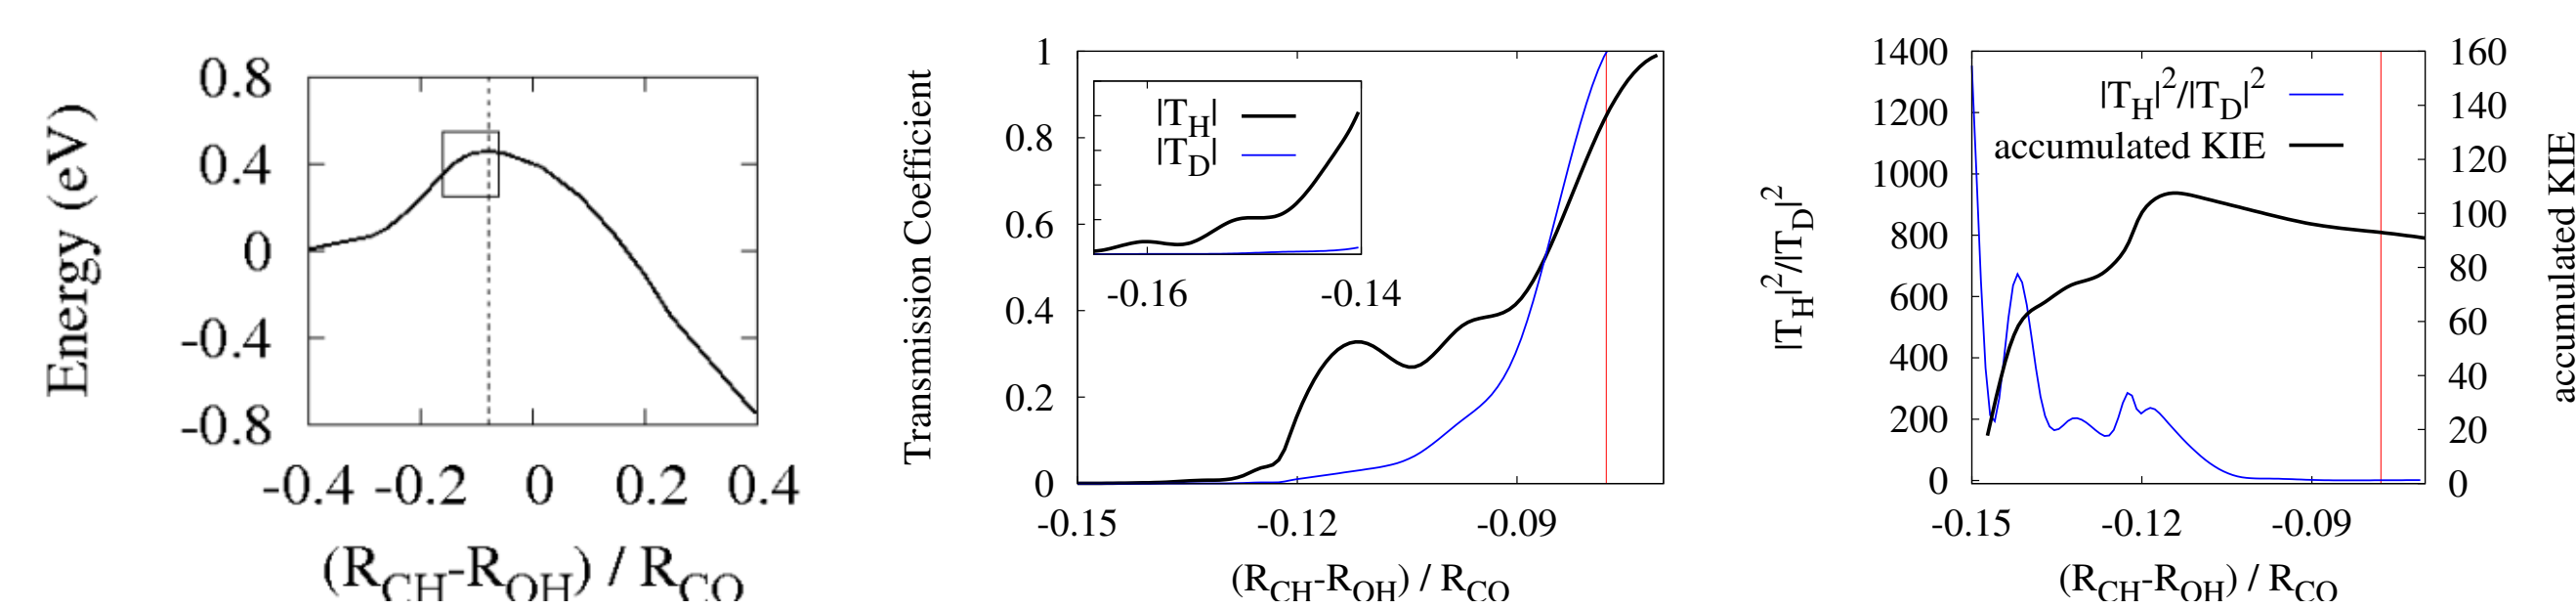 Energy (eV)
0.8
0.4
0
-0.4
-0.8
-0.4 -0.2 0 0.2 0.4
(R_CH-R_OH) / R_CO
Transmission Coefficient
1
0.8
0.6
0.4
0.2
0
|T_H|
|T_D|
-0.16 -0.14
-0.15 -0.12 -0.09
(R_CH-R_OH) / R_CO
|T_H|²/|T_D|²
1400
1200
1000
800
600
400
200
0
|T_H|²/|T_D|²
accumulated KIE
160
140
120
100
80
60
40
20
0
accumulated KIE
-0.15 -0.12 -0.09
(R_CH-R_OH) / R_CO